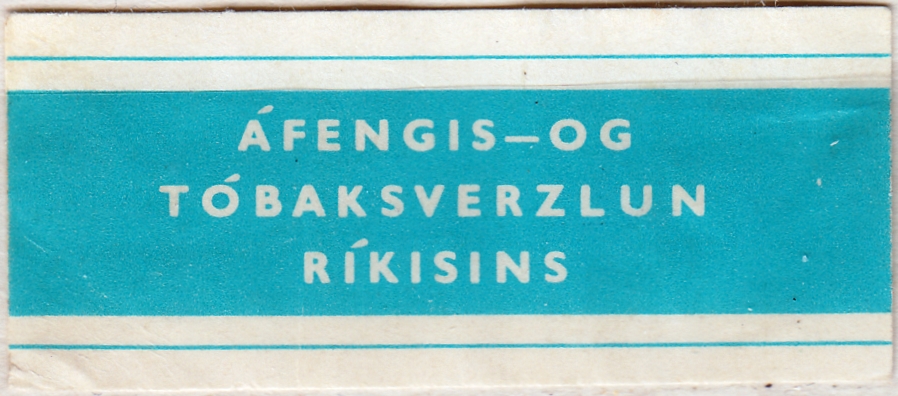 ÁFENGIS—OG
TÓBAKSVERZLUN
RÍKISINS